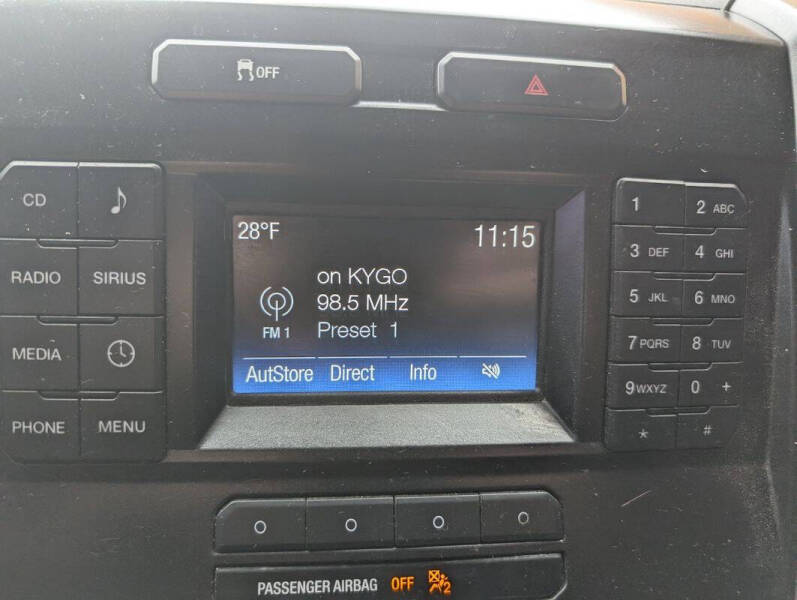 OFF
CD
RADIO SIRIUS
MEDIA
PHONE MENU
28°F 11:15
on KYGO
98.5 MHz
FM 1 Preset 1
AutStore Direct Info
1 2 ABC
3 DEF 4 GHI
5 JKL 6 MNO
7 PQRS 8 TUV
9 WXYZ 0 +
* #
PASSENGER AIRBAG OFF 2